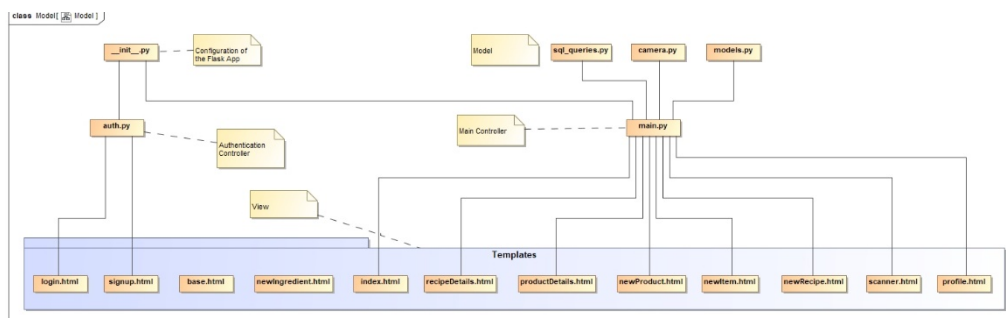 class Model[ Model ]
__init__.py
Configuration of
the Flask App
Model
sql_queries.py
camera.py
models.py
auth.py
Authentication
Controller
Main Controller
main.py
View
Templates
login.html
signup.html
base.html
newIngredient.html
index.html
recipeDetails.html
productDetails.html
newProduct.html
newItem.html
newRecipe.html
scanner.html
profile.html